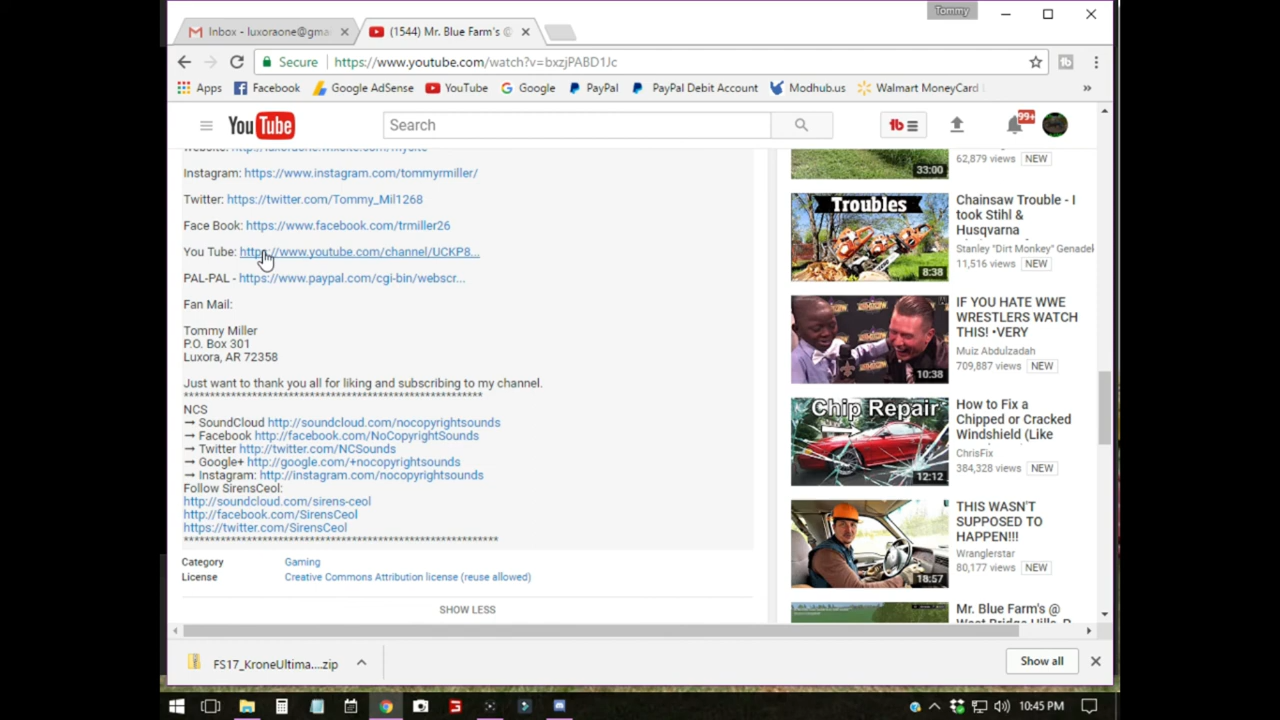 Tommy
Inbox - luxoraone@gma
(1544) Mr. Blue Farm's @
Secure
https://www.youtube.com/watch?v=bxzjPABD1Jc
Apps
Facebook
Google AdSense
YouTube
Google
PayPal
PayPal Debit Account
Modhub.us
Walmart MoneyCard
»
YouTube
Search
99+
Instagram: https://www.instagram.com/tommyrmiller/
Twitter: https://twitter.com/Tommy_Mil1268
Face Book: https://www.facebook.com/trmiller26
You Tube: https://www.youtube.com/channel/UCKP8...
PAL-PAL - https://www.paypal.com/cgi-bin/webscr...
Fan Mail:
Tommy Miller
P.O. Box 301
Luxora, AR 72358
Just want to thank you all for liking and subscribing to my channel.
NCS
→ SoundCloud http://soundcloud.com/nocopyrightsounds
→ Facebook http://facebook.com/NoCopyrightSounds
→ Twitter http://twitter.com/NCSounds
→ Google+ http://google.com/+nocopyrightsounds
→ Instagram: http://instagram.com/nocopyrightsounds
Follow SirensCeol:
http://soundcloud.com/sirens-ceol
http://facebook.com/SirensCeol
https://twitter.com/SirensCeol
Category Gaming
License Creative Commons Attribution license (reuse allowed)
SHOW LESS
33:00
62,879 views NEW
Troubles
8:38
Chainsaw Trouble - I
took Stihl &
Husqvarna
Stanley "Dirt Monkey" Genadek
11,516 views NEW
10:38
IF YOU HATE WWE
WRESTLERS WATCH
THIS! •VERY
Muiz Abdulzadah
709,887 views NEW
Chip Repair
12:12
How to Fix a
Chipped or Cracked
Windshield (Like
ChrisFix
384,328 views NEW
18:57
THIS WASN'T
SUPPOSED TO
HAPPEN!!!
Wranglerstar
80,177 views NEW
Mr. Blue Farm's @
FS17_KroneUltima....zip
Show all
10:45 PM